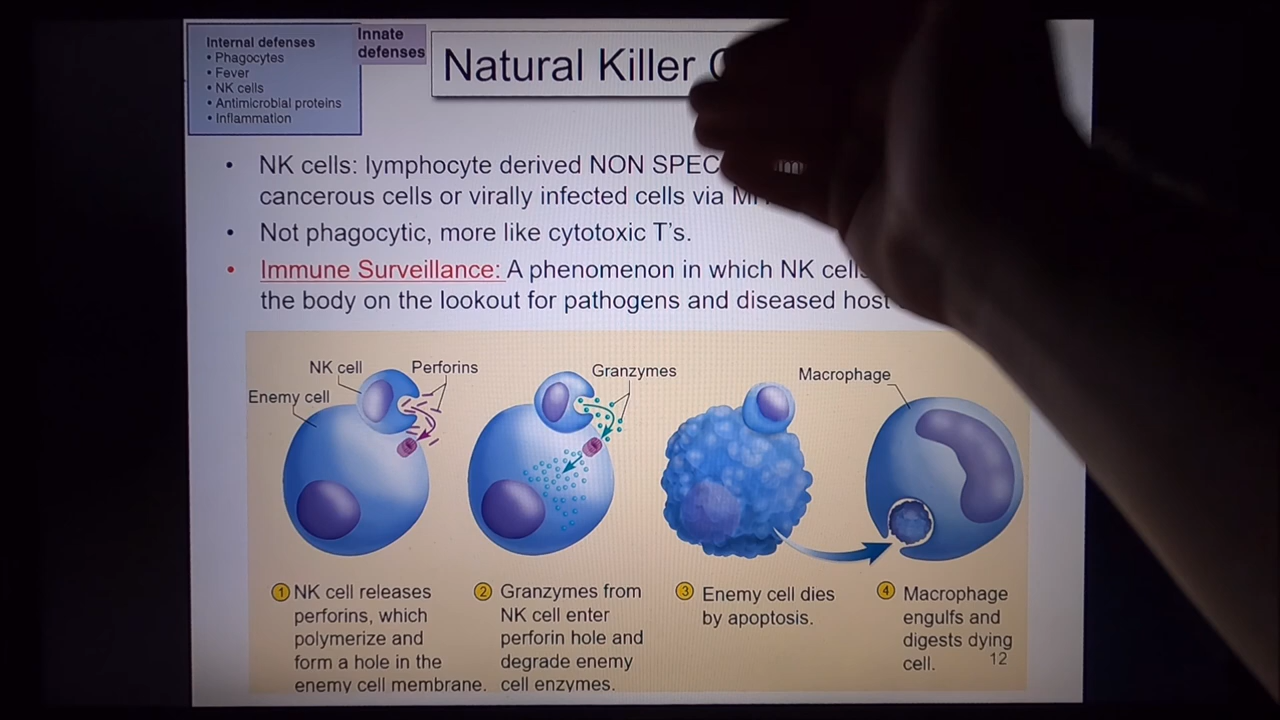 Internal defenses
• Phagocytes
• Fever
• NK cells
• Antimicrobial proteins
• Inflammation
Innate
defenses
Natural Killer
• NK cells: lymphocyte derived NON
cancerous cells or virally infected cells via
• Not phagocytic, more like cytotoxic T's.
• Immune Surveillance: A phenomenon in which NK cells
the body on the lookout for pathogens and diseased host
NK cell
Perforins
Enemy cell
Granzymes
Macrophage
1 NK cell releases
perforins, which
polymerize and
form a hole in the
enemy cell membrane.
2 Granzymes from
NK cell enter
perforin hole and
degrade enemy
cell enzymes.
3 Enemy cell dies
by apoptosis.
4 Macrophage
engulfs and
digests dying
cell.
12